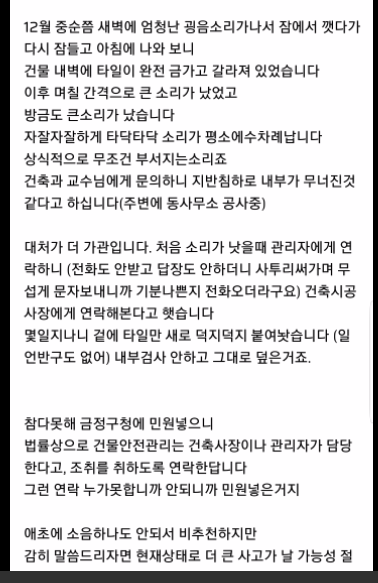 12월 중순쯤 새벽에 엄청난 굉음소리가나서 잠에서 깻다가
다시 잠들고 아침에 나와 보니
건물 내벽에 타일이 완전 금가고 갈라져 있었습니다
이후 며칠 간격으로 큰 소리가 났었고
방금도 큰소리가 났습니다
자잘자잘하게 타닥타닥 소리가 평소에수차례납니다
상식적으로 무조건 부서지는소리죠
건축과 교수님에게 문의하니 지반침하로 내부가 무너진것
같다고 하십니다(주변에 동사무소 공사중)
대처가 더 가관입니다. 처음 소리가 낫을때 관리자에게 연
락하니 (전화도 안받고 답장도 안하더니 사투리써가며 무
섭게 문자보내니까 기분나쁜지 전화오더라구요) 건축시공
사장에게 연락해본다고 햇습니다
몇일지나니 겉에 타일만 새로 덕지덕지 붙여놧습니다 (일
언반구도 없어) 내부검사 안하고 그대로 덮은거죠.
참다못해 금정구청에 민원넣으니
법률상으로 건물안전관리는 건축사장이나 관리자가 담당
한다고, 조취를 취하도록 연락한답니다
그런 연락 누가못합니까 안되니까 민원넣은거지
애초에 소음하나도 안되서 비추천하지만
감히 말씀드리자면 현재상태로 더 큰 사고가 날 가능성 절